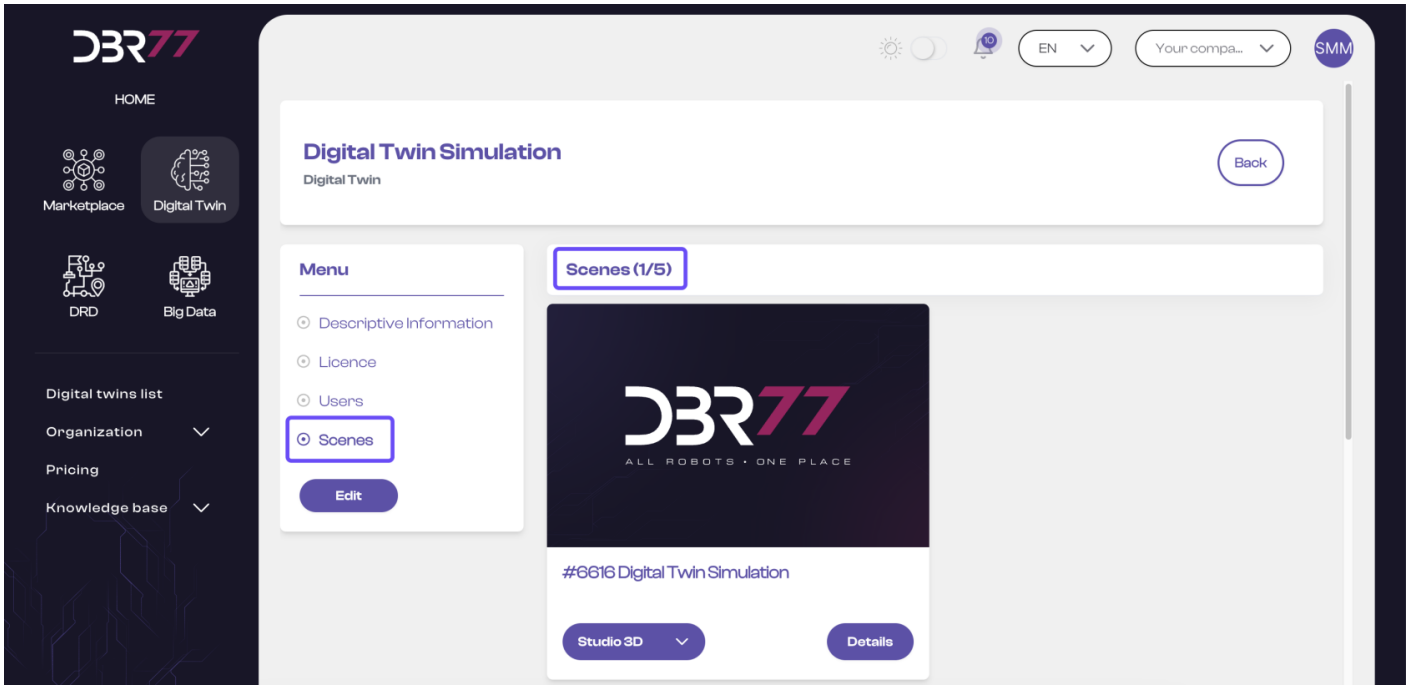 DBR77
HOME
Marketplace
Digital Twin
DRD
Big Data
Digital twins list
Organization
Pricing
Knowledge base
10
EN
Your compa...
SMM
Digital Twin Simulation
Digital Twin
Back
Menu
Descriptive Information
Licence
Users
Scenes
Edit
Scenes (1/5)
DBR77
ALL ROBOTS • ONE PLACE
#6616 Digital Twin Simulation
Studio 3D
Details